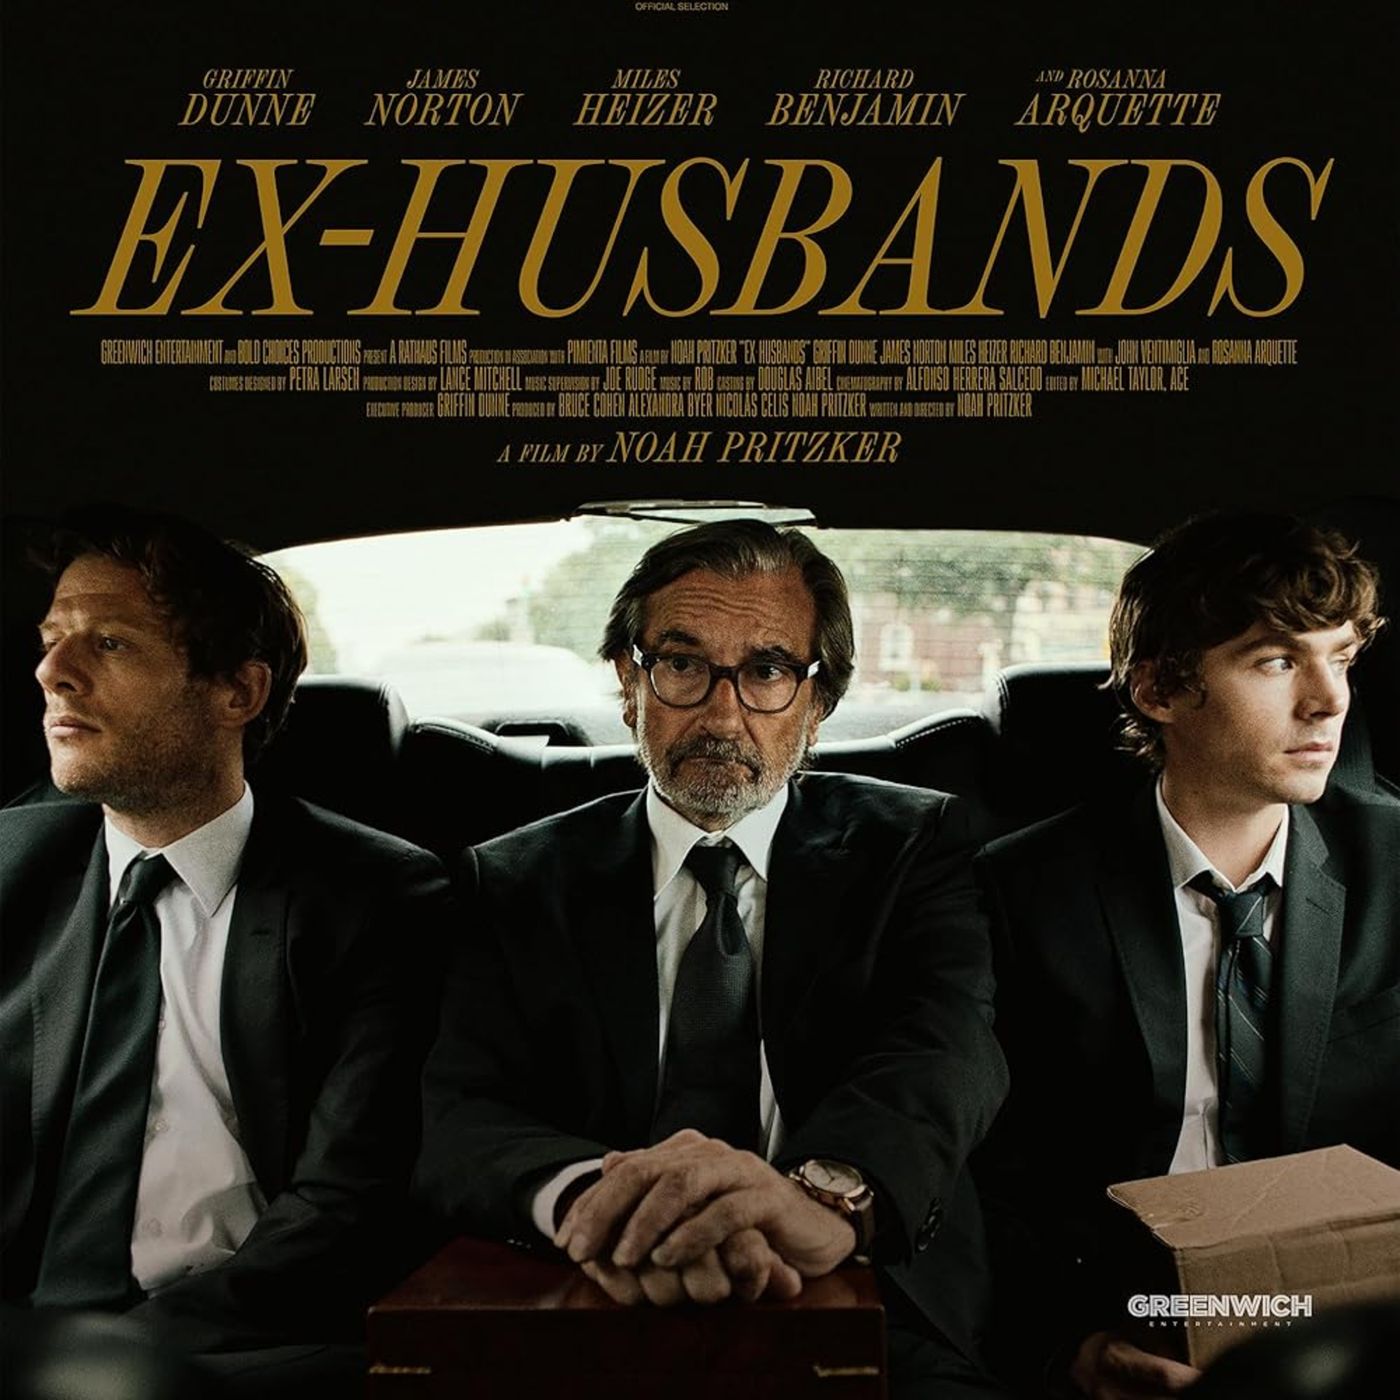 OFFICIAL SELECTION
GRIFFIN DUNNE
JAMES NORTON
MILES HEIZER
RICHARD BENJAMIN
AND ROSANNA ARQUETTE
EX-HUSBANDS
GREENWICH ENTERTAINMENT AND BOLD CHOICES PRODUCTIONS PRESENT A RATHAUS FILMS PRODUCTION IN ASSOCIATION WITH PIMIENTA FILMS A FILM BY NOAH PRITZKER "EX HUSBANDS" GRIFFIN DUNNE JAMES NORTON MILES HEIZER RICHARD BENJAMIN WITH JOHN VENTIMIGLIA AND ROSANNA ARQUETTE
COSTUMES DESIGNED BY PETRA LARSEN PRODUCTION DESIGN BY LANCE MITCHELL MUSIC SUPERVISION BY JOE RUDGE MUSIC BY ROB CASTING BY DOUGLAS AIBEL CINEMATOGRAPHY BY ALFONSO HERRERA SALCEDO EDITED BY MICHAEL TAYLOR, ACE
EXECUTIVE PRODUCER GRIFFIN DUNNE PRODUCED BY BRUCE COHEN ALEXANDRA BYER NICOLAS CELIS NOAH PRITZKER WRITTEN AND DIRECTED BY NOAH PRITZKER
A FILM BY NOAH PRITZKER
GREENWICH
ENTERTAINMENT